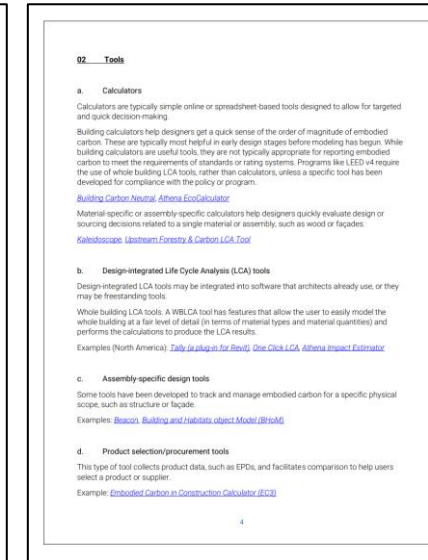 02 Tools
a. Calculators
Calculators are typically simple online or spreadsheet-based tools designed to allow for targeted
and quick decision-making.
Building calculators help designers get a quick sense of the order of magnitude of embodied
carbon. These are typically most helpful in early design stages before modeling has begun. While
building calculators are useful tools, they are not typically appropriate for reporting embodied
carbon to meet the requirements of standards or rating systems. Programs like LEED v4 require
the use of whole building LCA tools, rather than calculators, unless a specific tool has been
developed for compliance with the policy or program.
Building Carbon Neutral, Athena EcoCalculator
Material-specific or assembly-specific calculators help designers quickly evaluate design or
sourcing decisions related to a single material or assembly, such as wood or façades.
Kaleidoscope, Upstream Forestry & Carbon LCA Tool
b. Design-integrated Life Cycle Analysis (LCA) tools
Design-integrated LCA tools may be integrated into software that architects already use, or they
may be freestanding tools.
Whole building LCA tools. A WBLCA tool has features that allow the user to easily model the
whole building at a fair level of detail (in terms of material types and material quantities) and
performs the calculations to produce the LCA results.
Examples (North America): Tally (a plug-in for Revit), One Click LCA, Athena Impact Estimator
c. Assembly-specific design tools
Some tools have been developed to track and manage embodied carbon for a specific physical
scope, such as structure or façade.
Examples: Beacon, Building and Habitats object Model (BHoM)
d. Product selection/procurement tools
This type of tool collects product data, such as EPDs, and facilitates comparison to help users
select a product or supplier.
Example: Embodied Carbon in Construction Calculator (EC3)
4